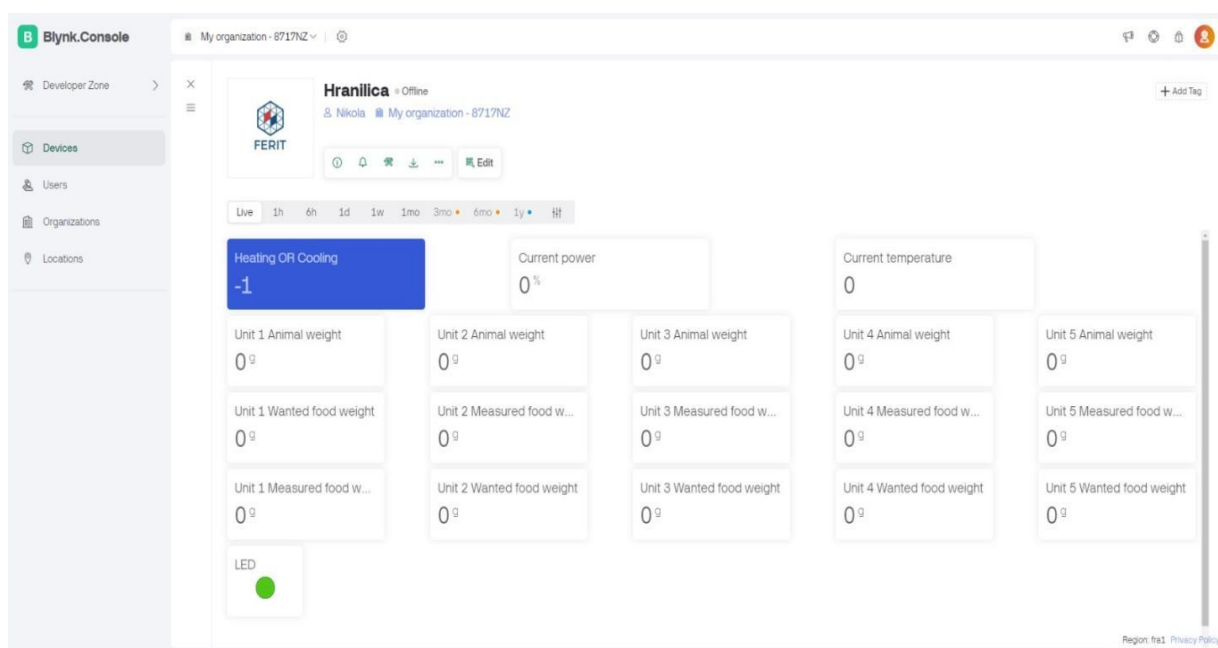 B Blynk.Console
My organization - 8717NZ
Developer Zone
Devices
Users
Organizations
Locations
FERIT
Hranilica Offline
Nikola My organization - 8717NZ
Edit
+ Add Tag
Live 1h 6h 1d 1w 1mo 3mo 6mo 1y
Heating OR Cooling
-1
Current power
0 %
Current temperature
0
Unit 1 Animal weight
0 g
Unit 2 Animal weight
0 g
Unit 3 Animal weight
0 g
Unit 4 Animal weight
0 g
Unit 5 Animal weight
0 g
Unit 1 Wanted food weight
0 g
Unit 2 Measured food w...
0 g
Unit 3 Measured food w...
0 g
Unit 4 Measured food w...
0 g
Unit 5 Measured food w...
0 g
Unit 1 Measured food w...
0 g
Unit 2 Wanted food weight
0 g
Unit 3 Wanted food weight
0 g
Unit 4 Wanted food weight
0 g
Unit 5 Wanted food weight
0 g
LED
Region: fra1 Privacy Policy